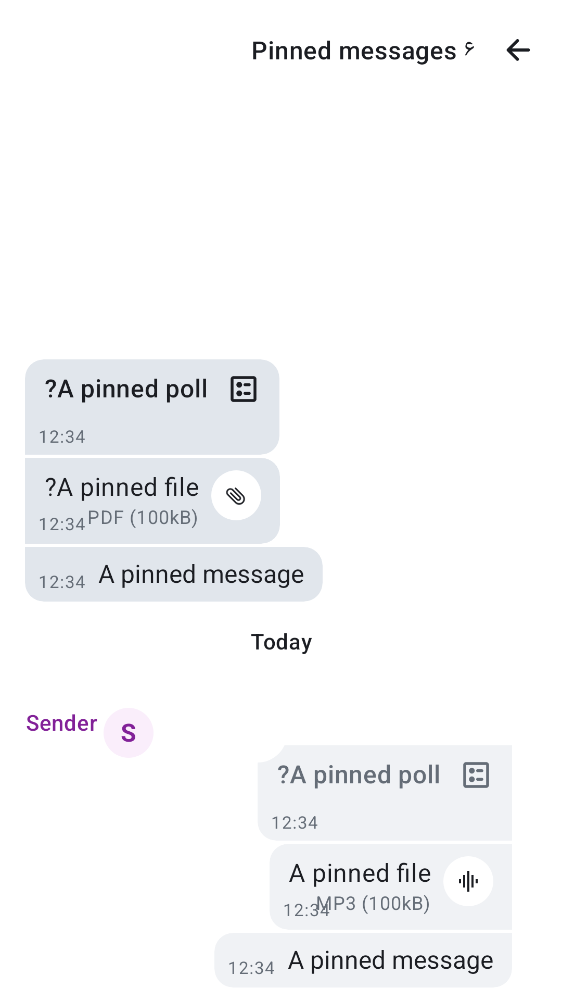 Pinned messages ۶
?A pinned poll
12:34
?A pinned file
12:34 PDF (100kB)
12:34 A pinned message
Today
Sender S
?A pinned poll
12:34
A pinned file
12:34 MP3 (100kB)
12:34 A pinned message